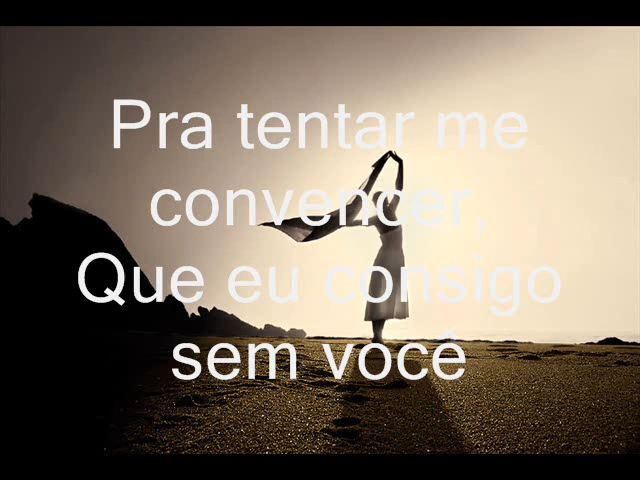 Pra tentar me
convencer,
Que eu consigo
sem você